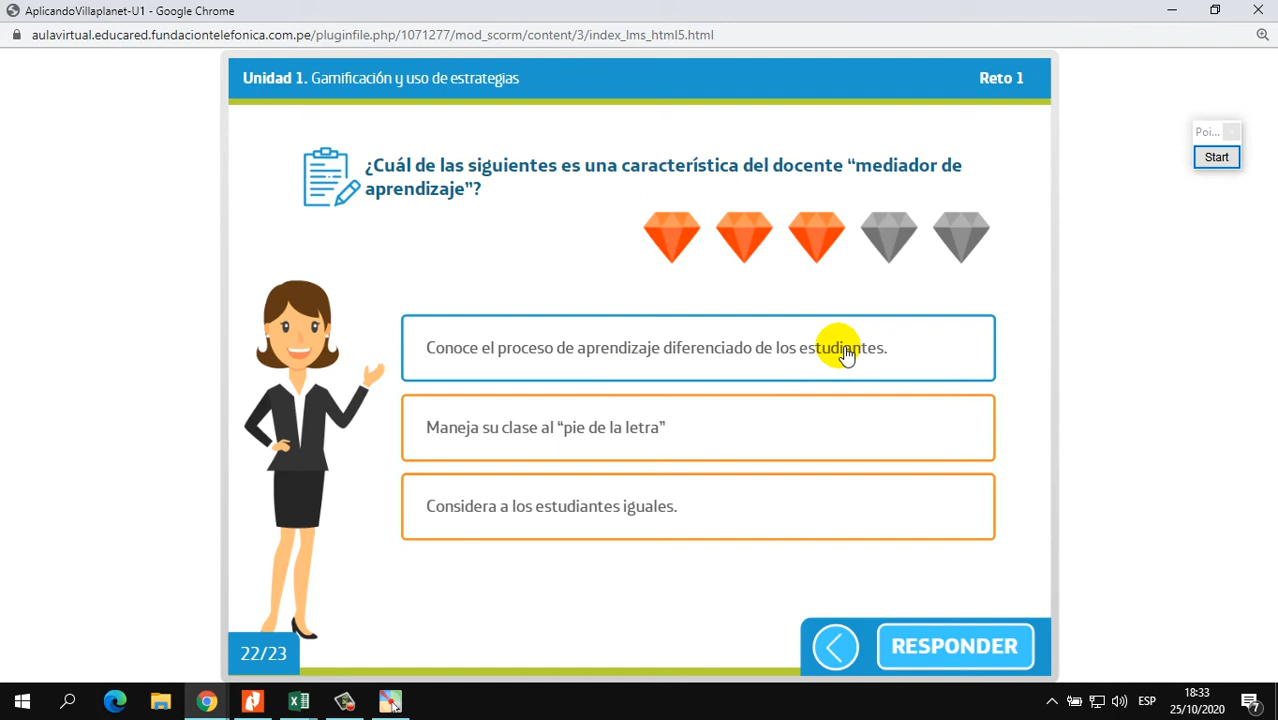 AplicandoVillaplanet-U1 - Google Chrome
aulavirtual.educared.fundaciontelefonica.com.pe/pluginfile.php/1071277/mod_scorm/content/3/index_lms_html5.html
Unidad 1. Gamificación y uso de estrategias
Reto 1
Poi...
Start
¿Cuál de las siguientes es una característica del docente “mediador de
aprendizaje”?
Conoce el proceso de aprendizaje diferenciado de los estudiantes.
Maneja su clase al “pie de la letra”
Considera a los estudiantes iguales.
22/23
RESPONDER
ESP
18:33
25/10/2020
7